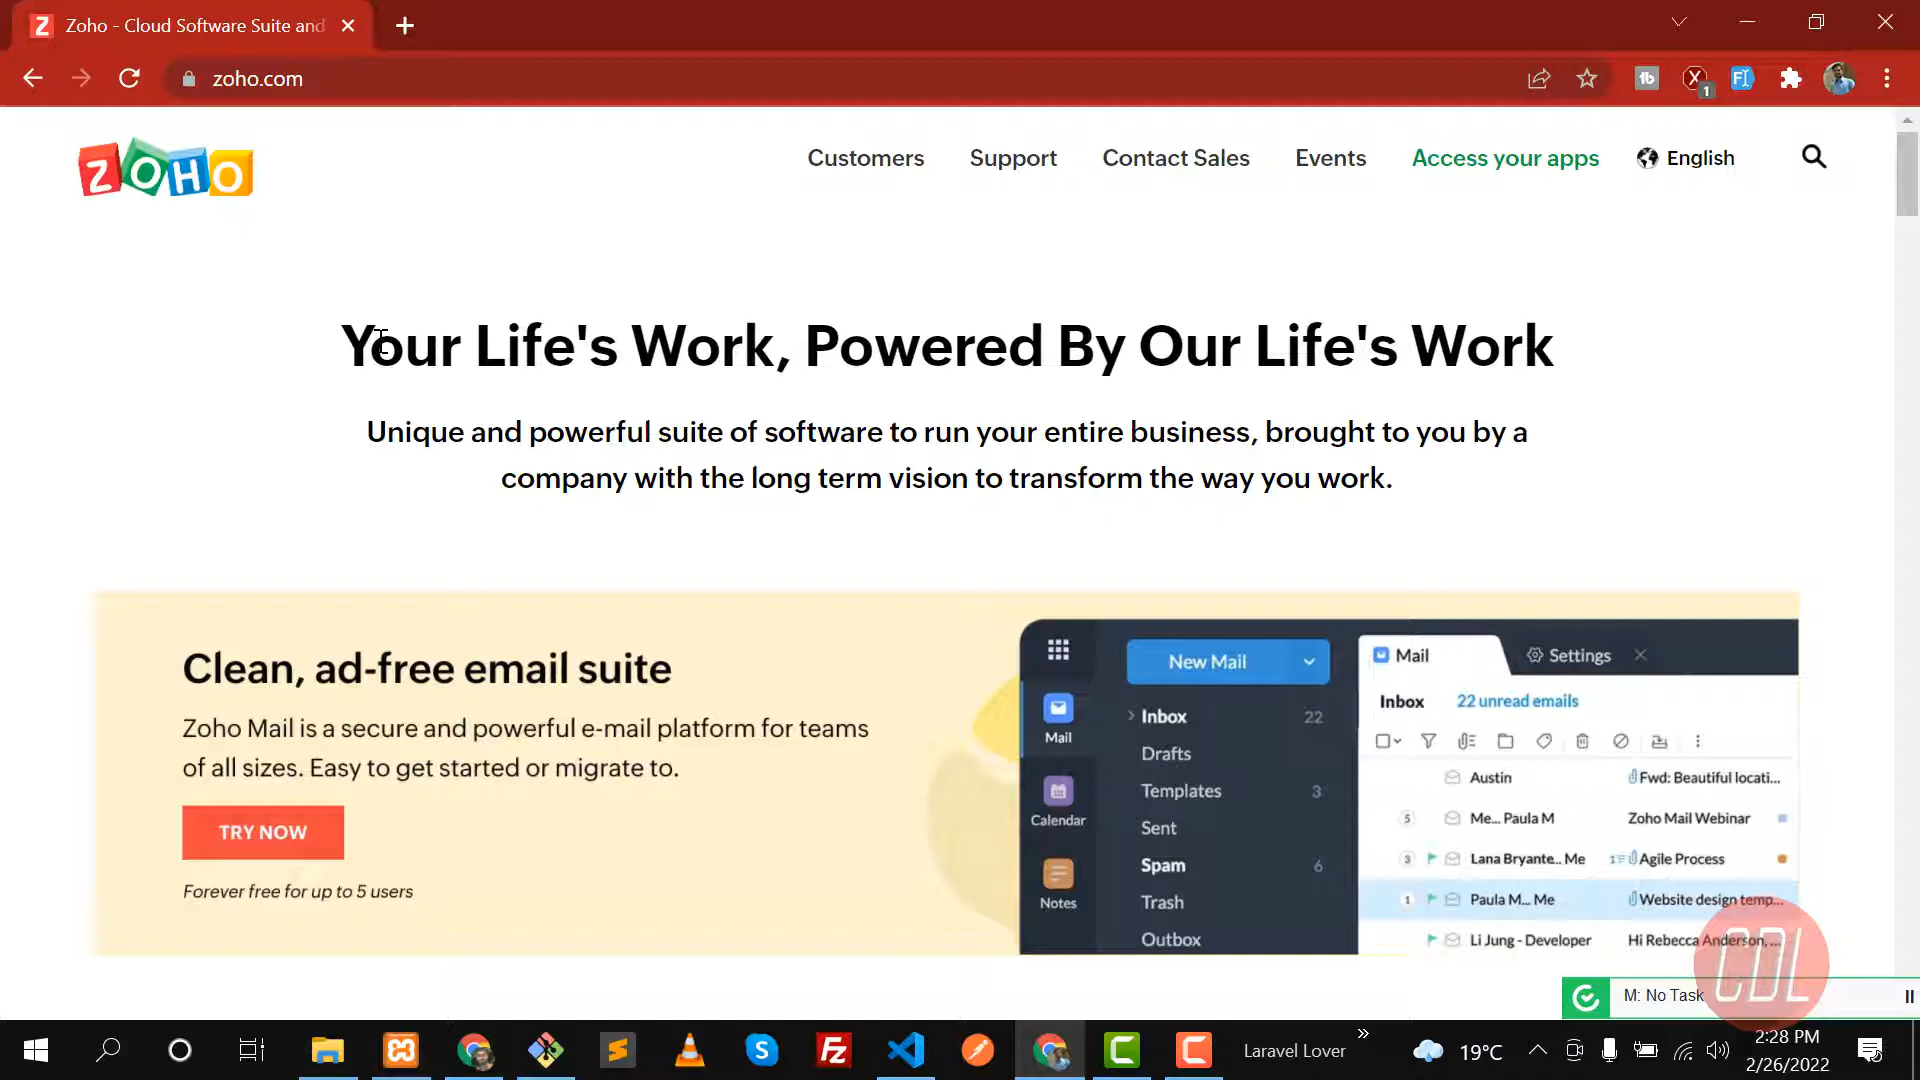 Zoho - Cloud Software Suite and
zoho.com
1
ZOHO
Customers
Support
Contact Sales
Events
Access your apps
English
Your Life's Work, Powered By Our Life's Work
Unique and powerful suite of software to run your entire business, brought to you by a
company with the long term vision to transform the way you work.
Clean, ad-free email suite
Zoho Mail is a secure and powerful e-mail platform for teams
of all sizes. Easy to get started or migrate to.
TRY NOW
Forever free for up to 5 users
Mail
Calendar
Notes
New Mail
Inbox 22
Drafts
Templates 3
Sent
Spam 6
Trash
Outbox
Mail
Settings
Inbox 22 unread emails
Austin Fwd: Beautiful locati...
5 Me... Paula M Zoho Mail Webinar
3 Lana Bryante.. Me Agile Process
1 Paula M... Me Website design temp...
Li Jung - Developer Hi Rebecca Anderson, ...
CDL
M: No Task
Laravel Lover
19°C
2:28 PM
2/26/2022